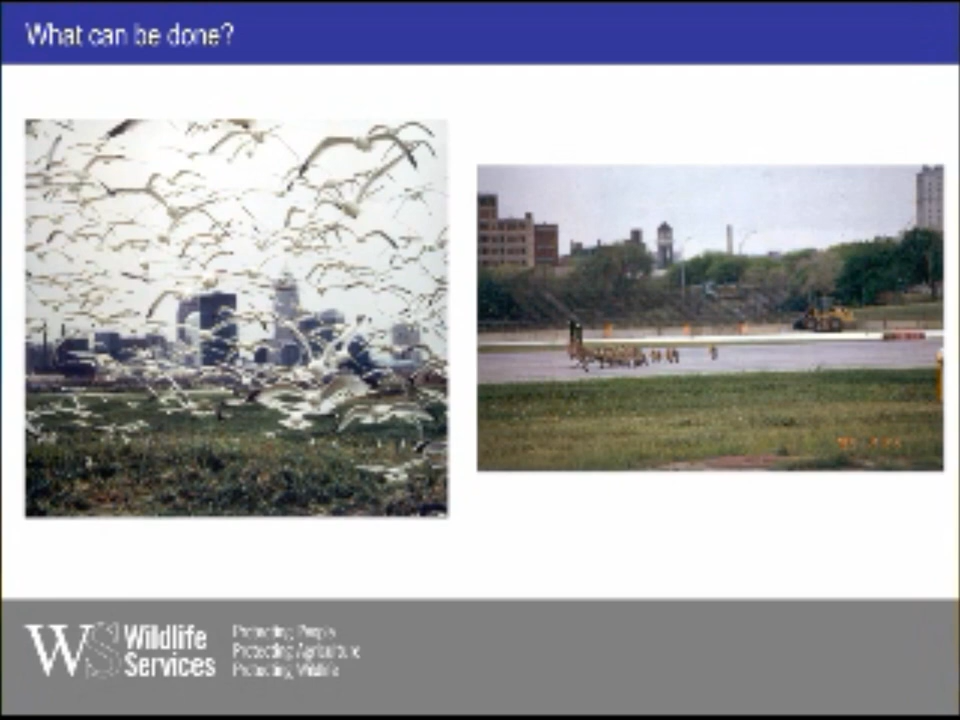 What can be done?
WS Wildlife
Services
Protecting People
Protecting Agriculture
Protecting Wildlife